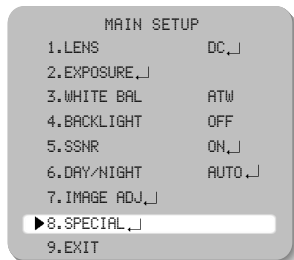 MAIN SETUP
1.LENS DC↵
2.EXPOSURE↵
3.WHITE BAL ATW
4.BACKLIGHT OFF
5.SSNR ON↵
6.DAY/NIGHT AUTO↵
7.IMAGE ADJ↵
▶8.SPECIAL↵
9.EXIT